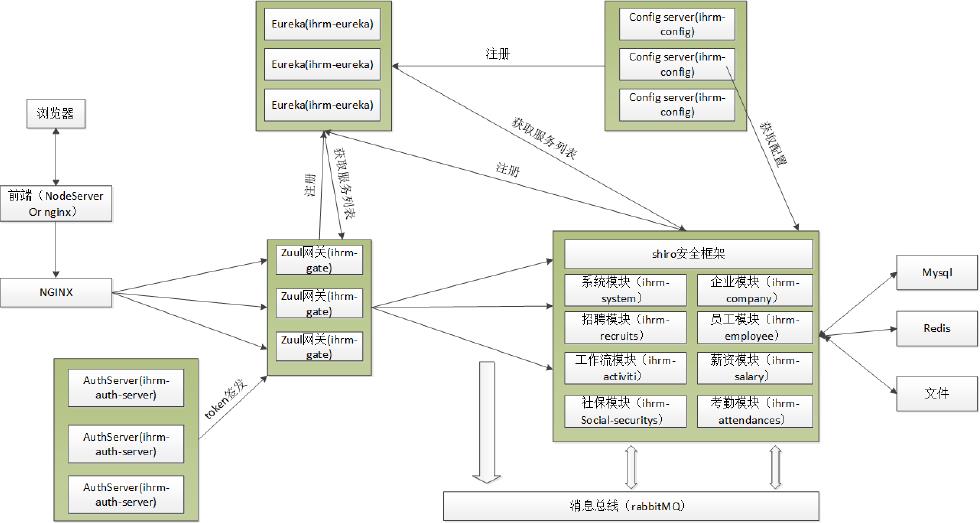 Eureka(ihrm-eureka)
Eureka(ihrm-eureka)
Eureka(ihrm-eureka)
Config server(ihrm-
config)
Config server(ihrm-
config)
Config server(ihrm-
config)
注册
获取服务列表
获取配置
注册
注册
获取服务列表
浏览器
前端（NodeServer
Or nginx）
NGINX
Zuul网关(ihrm-
gate)
Zuul网关(ihrm-
gate)
Zuul网关(ihrm-
gate)
token签发
AuthServer(ihrm-
auth-server)
AuthServer(ihrm-
auth-server)
AuthServer(ihrm-
auth-server)
shiro安全框架
系统模块（ihrm-
system）
企业模块（ihrm-
company）
招聘模块（ihrm-
recruits）
员工模块（ihrm-
employee）
工作流模块（ihrm-
activiti）
薪资模块（ihrm-
salary）
社保模块（ihrm-
Social-securitys）
考勤模块（ihrm-
attendances）
Mysql
Redis
文件
消息总线（rabbitMQ）